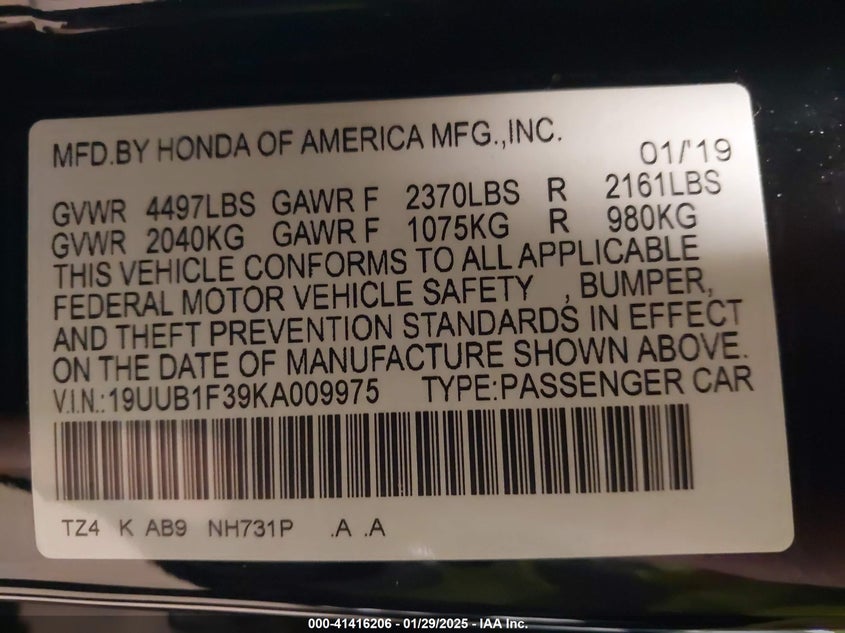 MFD.BY HONDA OF AMERICA MFG.,INC. 01/'19
GVWR 4497LBS GAWR F 2370LBS R 2161LBS
GVWR 2040KG GAWR F 1075KG R 980KG
THIS VEHICLE CONFORMS TO ALL APPLICABLE
FEDERAL MOTOR VEHICLE SAFETY , BUMPER,
AND THEFT PREVENTION STANDARDS IN EFFECT
ON THE DATE OF MANUFACTURE SHOWN ABOVE.
V.I.N.:19UUB1F39KA009975 TYPE:PASSENGER CAR
TZ4 K AB9 NH731P .A .A
000-41416206 - 01/29/2025 - IAA Inc.